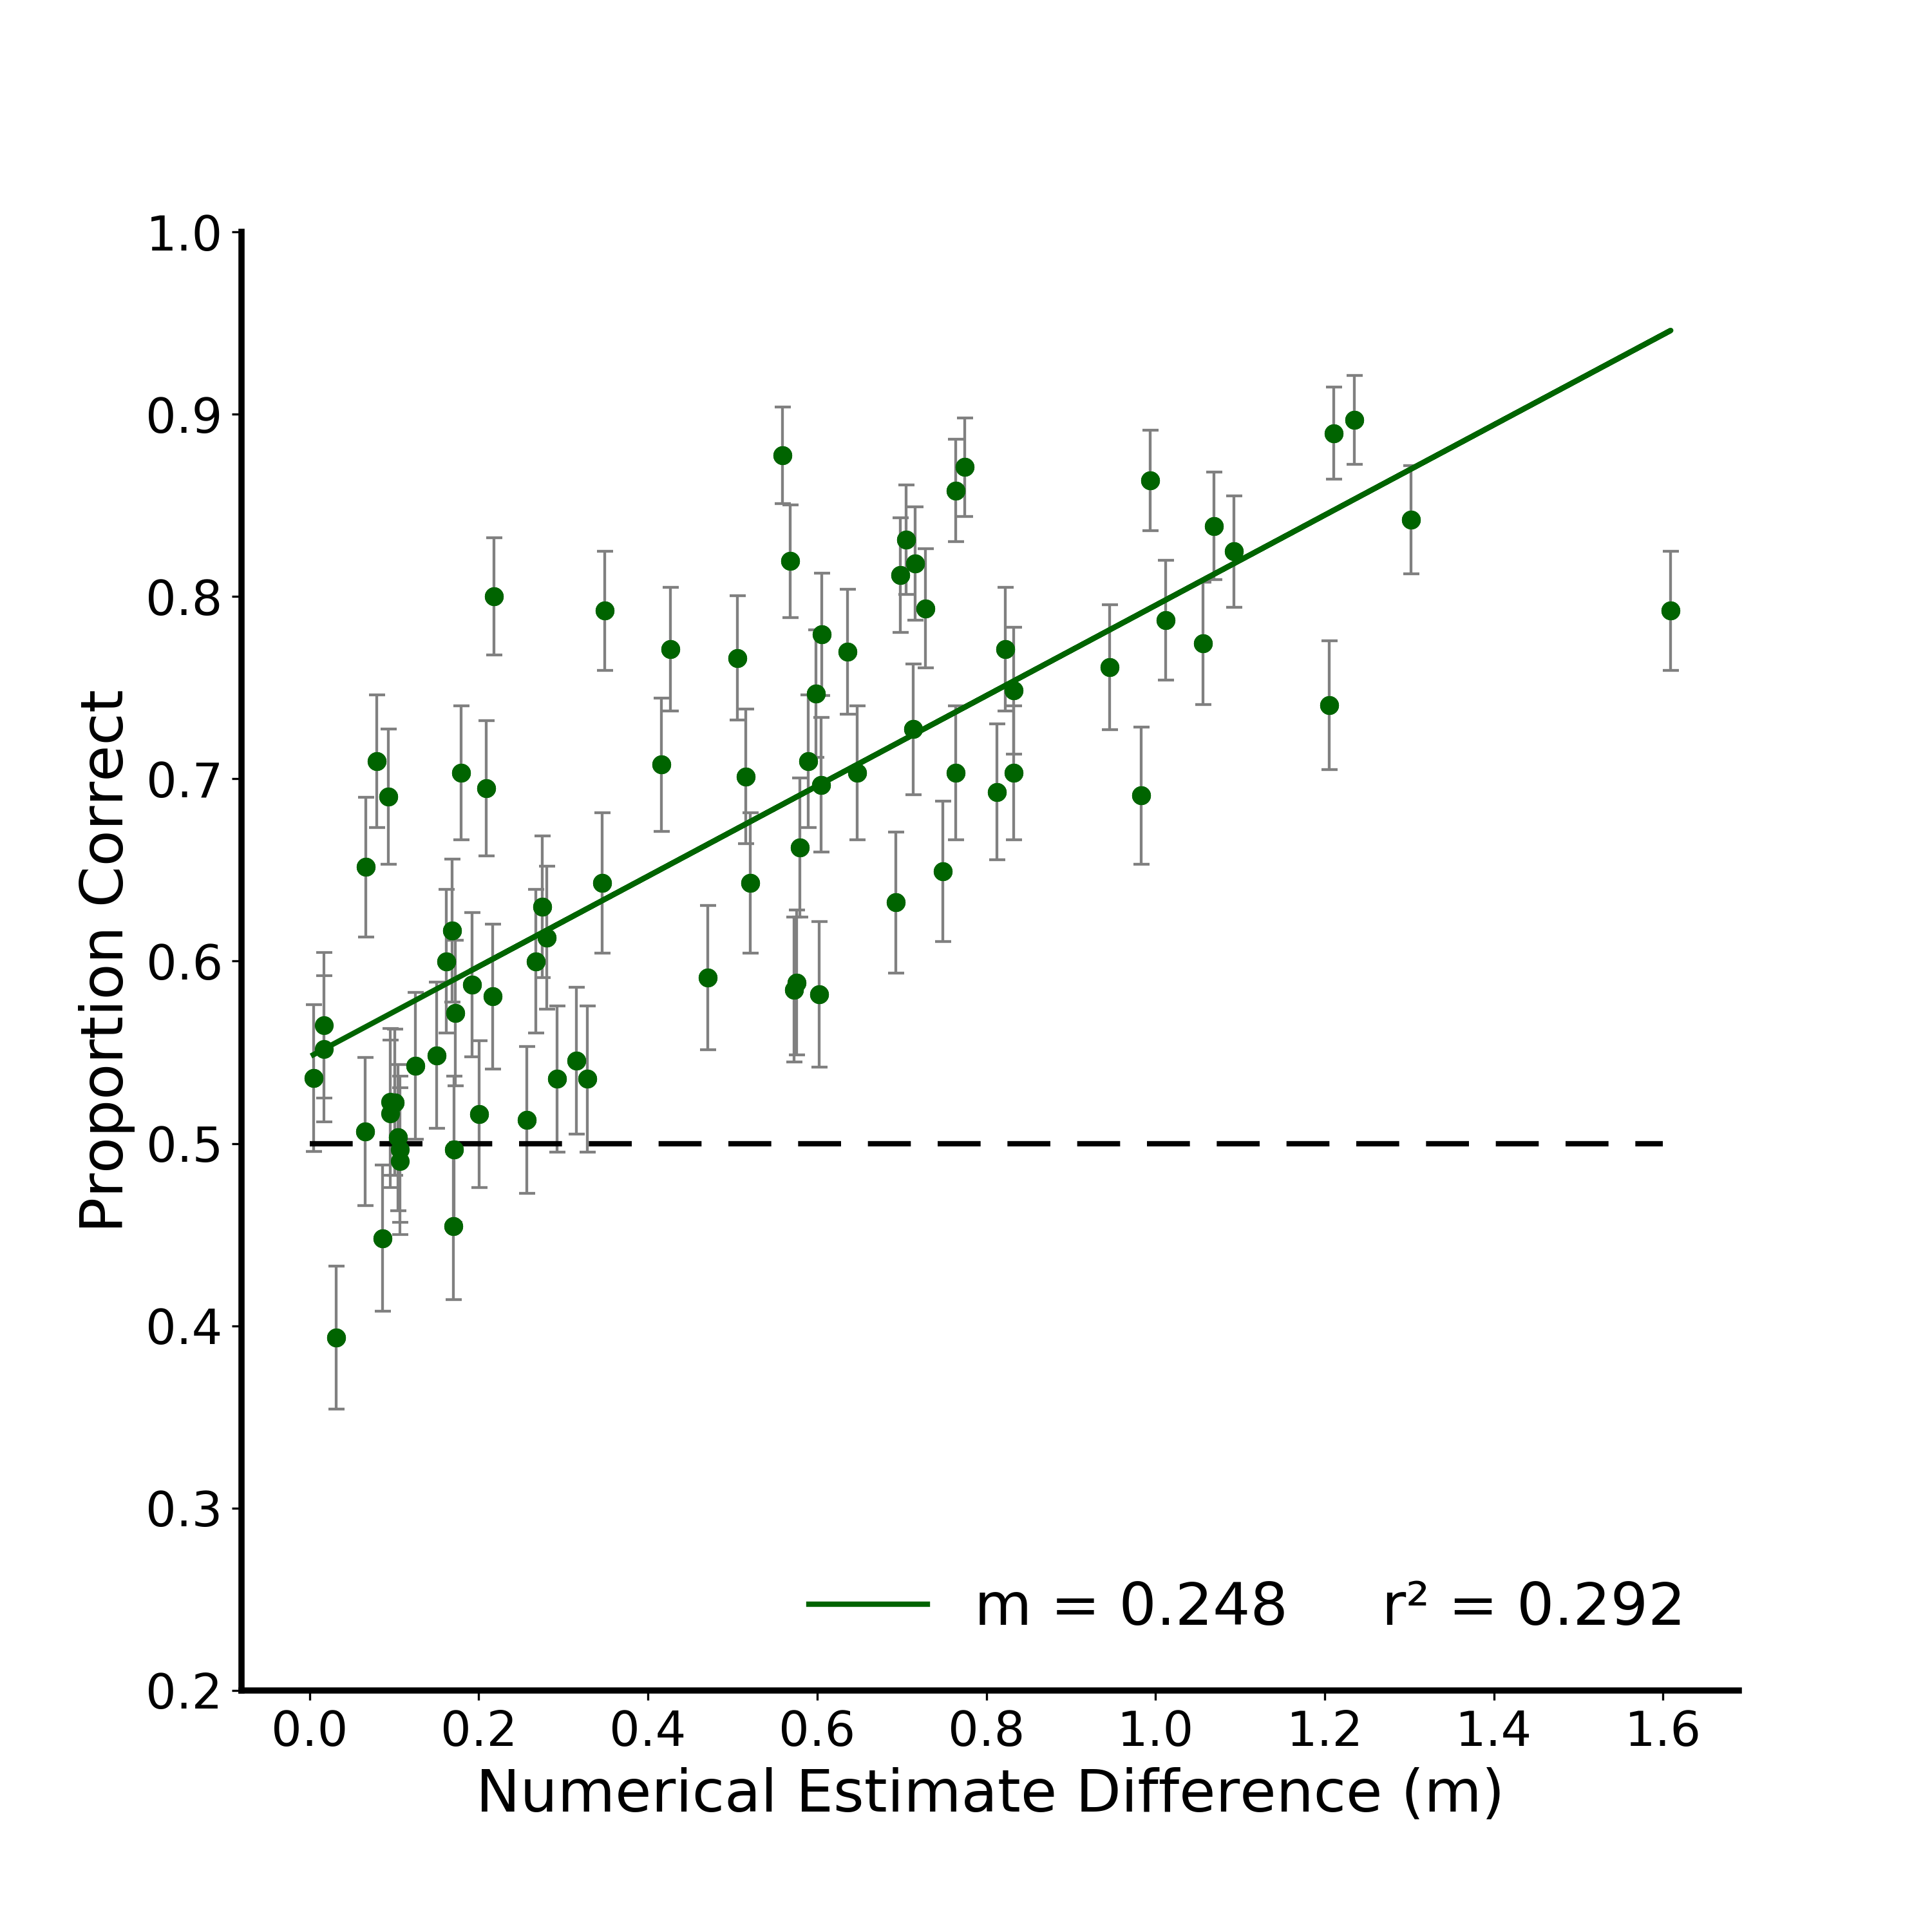 1.0
0.9
0.8
0.7
0.6
0.5
0.4
0.3
0.2
Proportion Correct
m = 0.248 r² = 0.292
0.0 0.2 0.4 0.6 0.8 1.0 1.2 1.4 1.6
Numerical Estimate Difference (m)